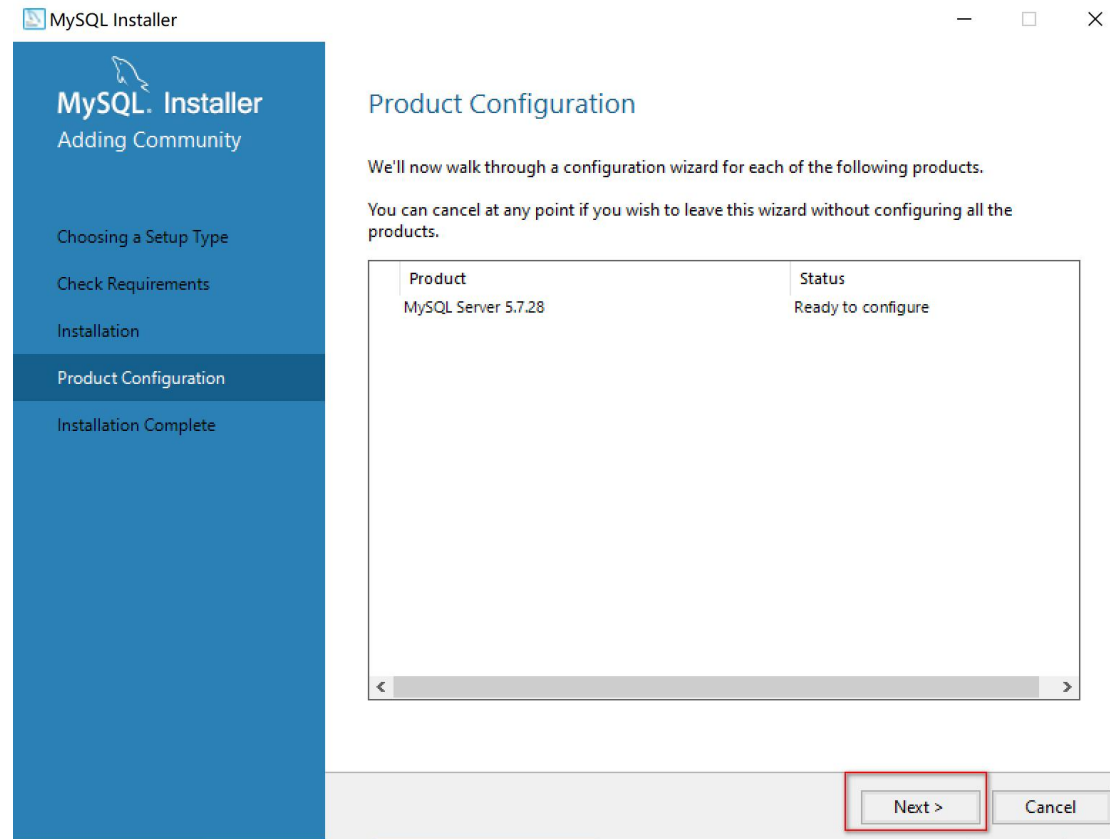 MySQL Installer
MySQL. Installer
Adding Community
Choosing a Setup Type
Check Requirements
Installation
Product Configuration
Installation Complete
Product Configuration
We'll now walk through a configuration wizard for each of the following products.
You can cancel at any point if you wish to leave this wizard without configuring all the
products.
Product Status
MySQL Server 5.7.28 Ready to configure
Next > Cancel